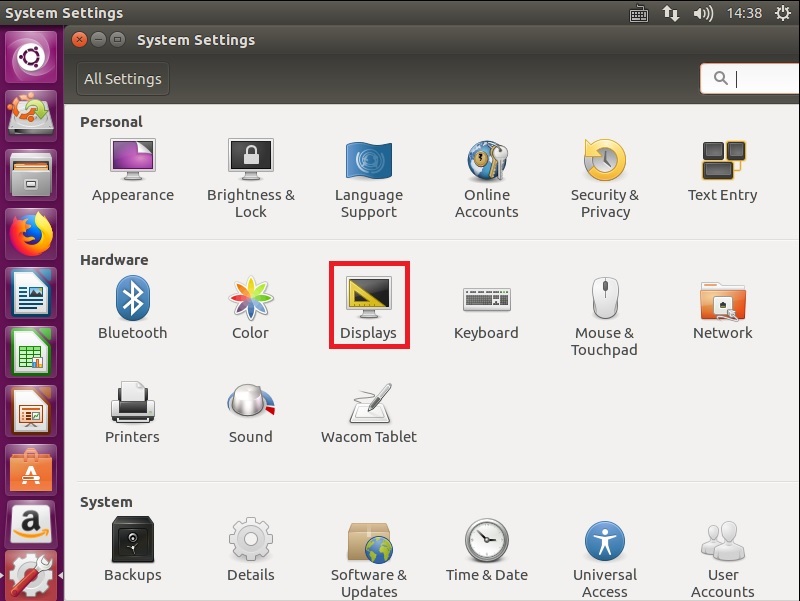 System Settings
14:38
System Settings
All Settings
Personal
Appearance
Brightness &
Lock
Language
Support
Online
Accounts
Security &
Privacy
Text Entry
Hardware
Bluetooth
Color
Displays
Keyboard
Mouse &
Touchpad
Network
Printers
Sound
Wacom Tablet
System
Backups
Details
Software &
Updates
Time & Date
Universal
Access
User
Accounts
A
a